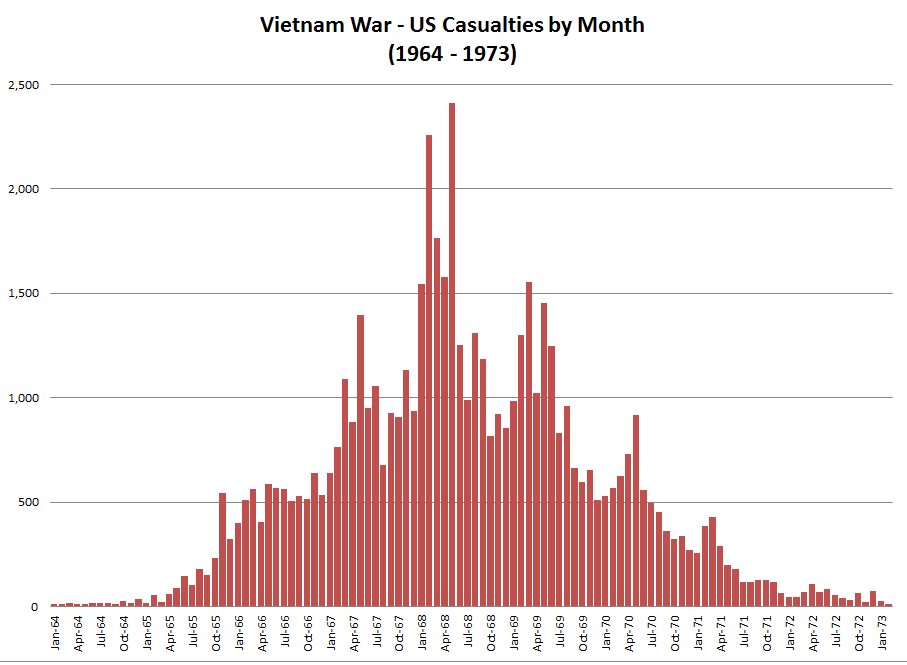 Vietnam War - US Casualties by Month
(1964 - 1973)
2,500
2,000
1,500
1,000
500
0
Jan-64
Apr-64
Jul-64
Oct-64
Jan-65
Apr-65
Jul-65
Oct-65
Jan-66
Apr-66
Jul-66
Oct-66
Jan-67
Apr-67
Jul-67
Oct-67
Jan-68
Apr-68
Jul-68
Oct-68
Jan-69
Apr-69
Jul-69
Oct-69
Jan-70
Apr-70
Jul-70
Oct-70
Jan-71
Apr-71
Jul-71
Oct-71
Jan-72
Apr-72
Jul-72
Oct-72
Jan-73